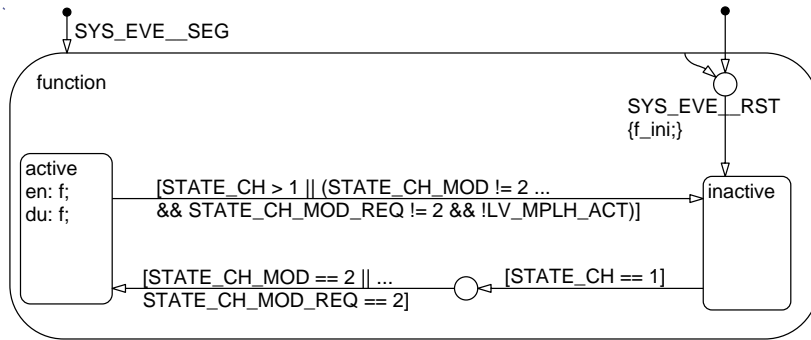 SYS_EVE__SEG
function
SYS_EVE__RST
{f_ini;}
active
en: f;
du: f;
[STATE_CH > 1 || (STATE_CH_MOD != 2 ...
&& STATE_CH_MOD_REQ != 2 && !LV_MPLH_ACT)]
inactive
[STATE_CH_MOD == 2 || ...
STATE_CH_MOD_REQ == 2]
[STATE_CH == 1]